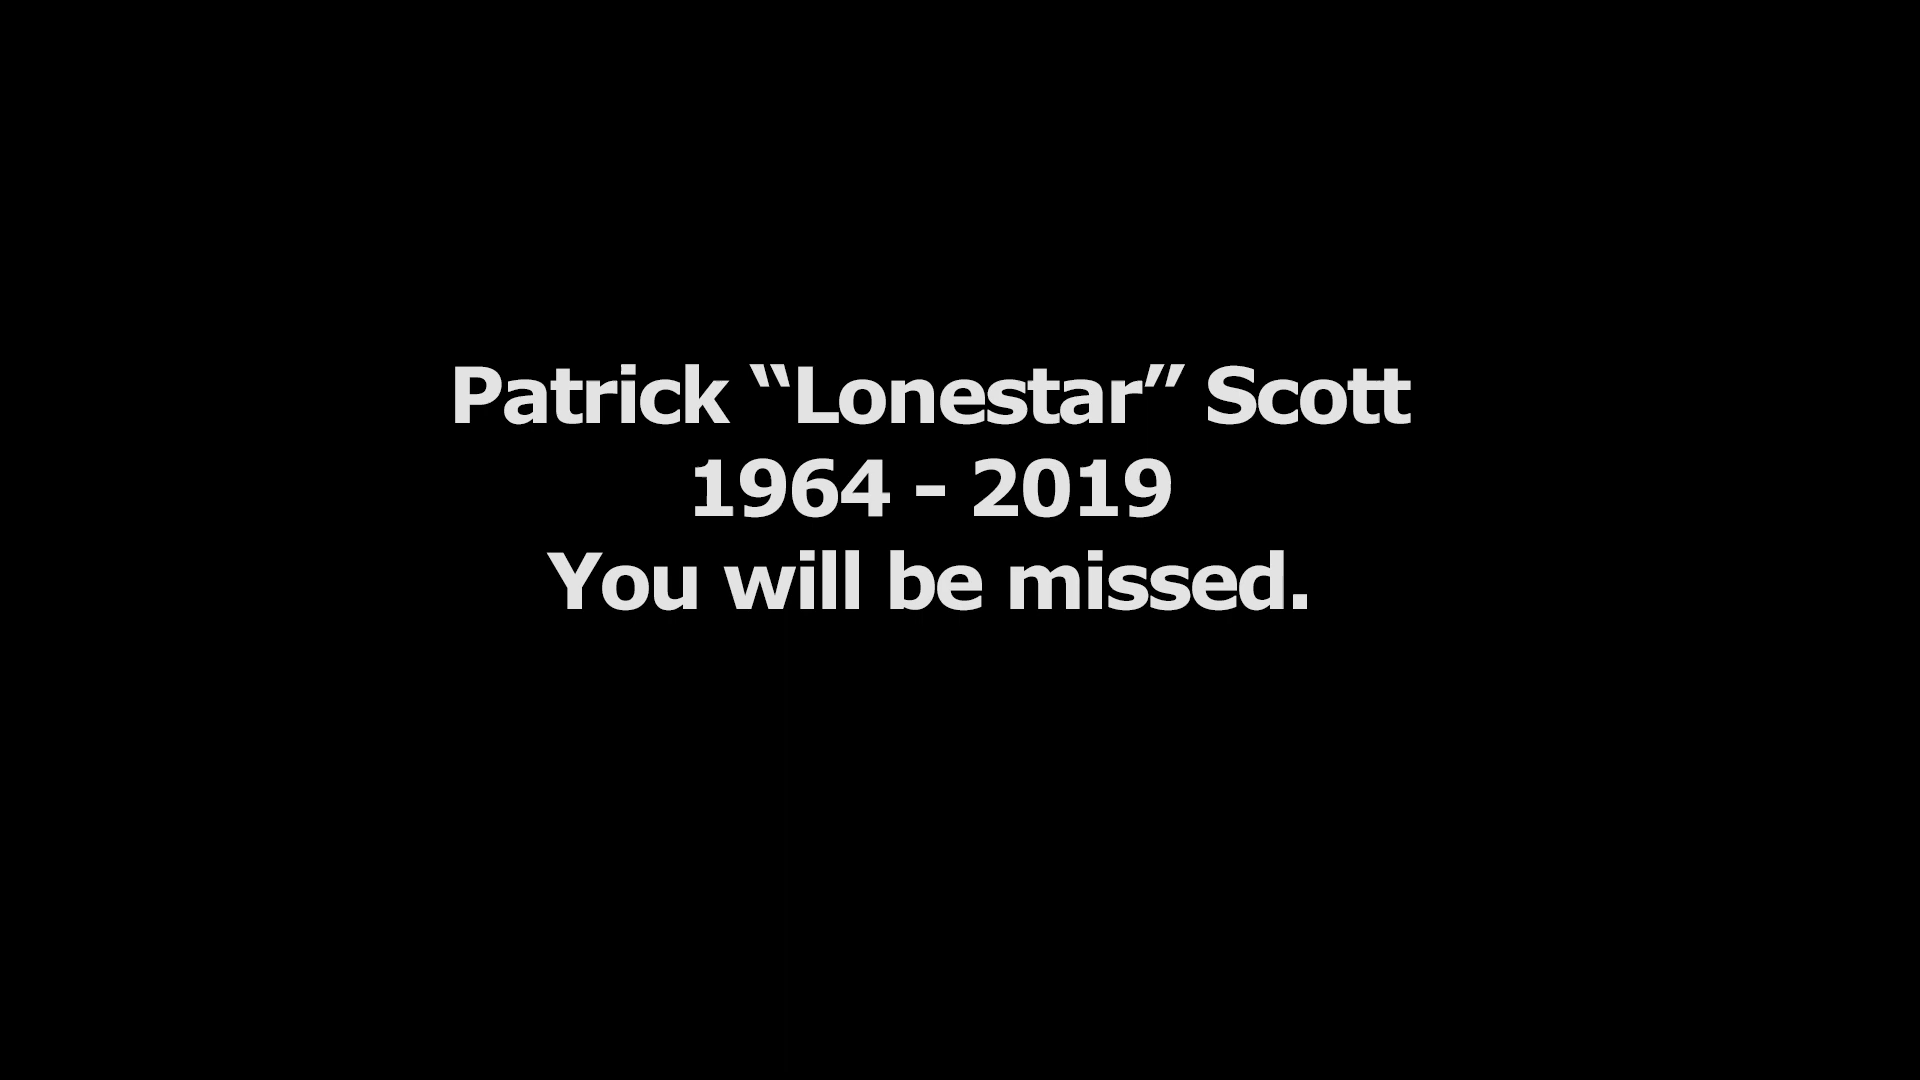 Patrick “Lonestar” Scott
1964 - 2019
You will be missed.